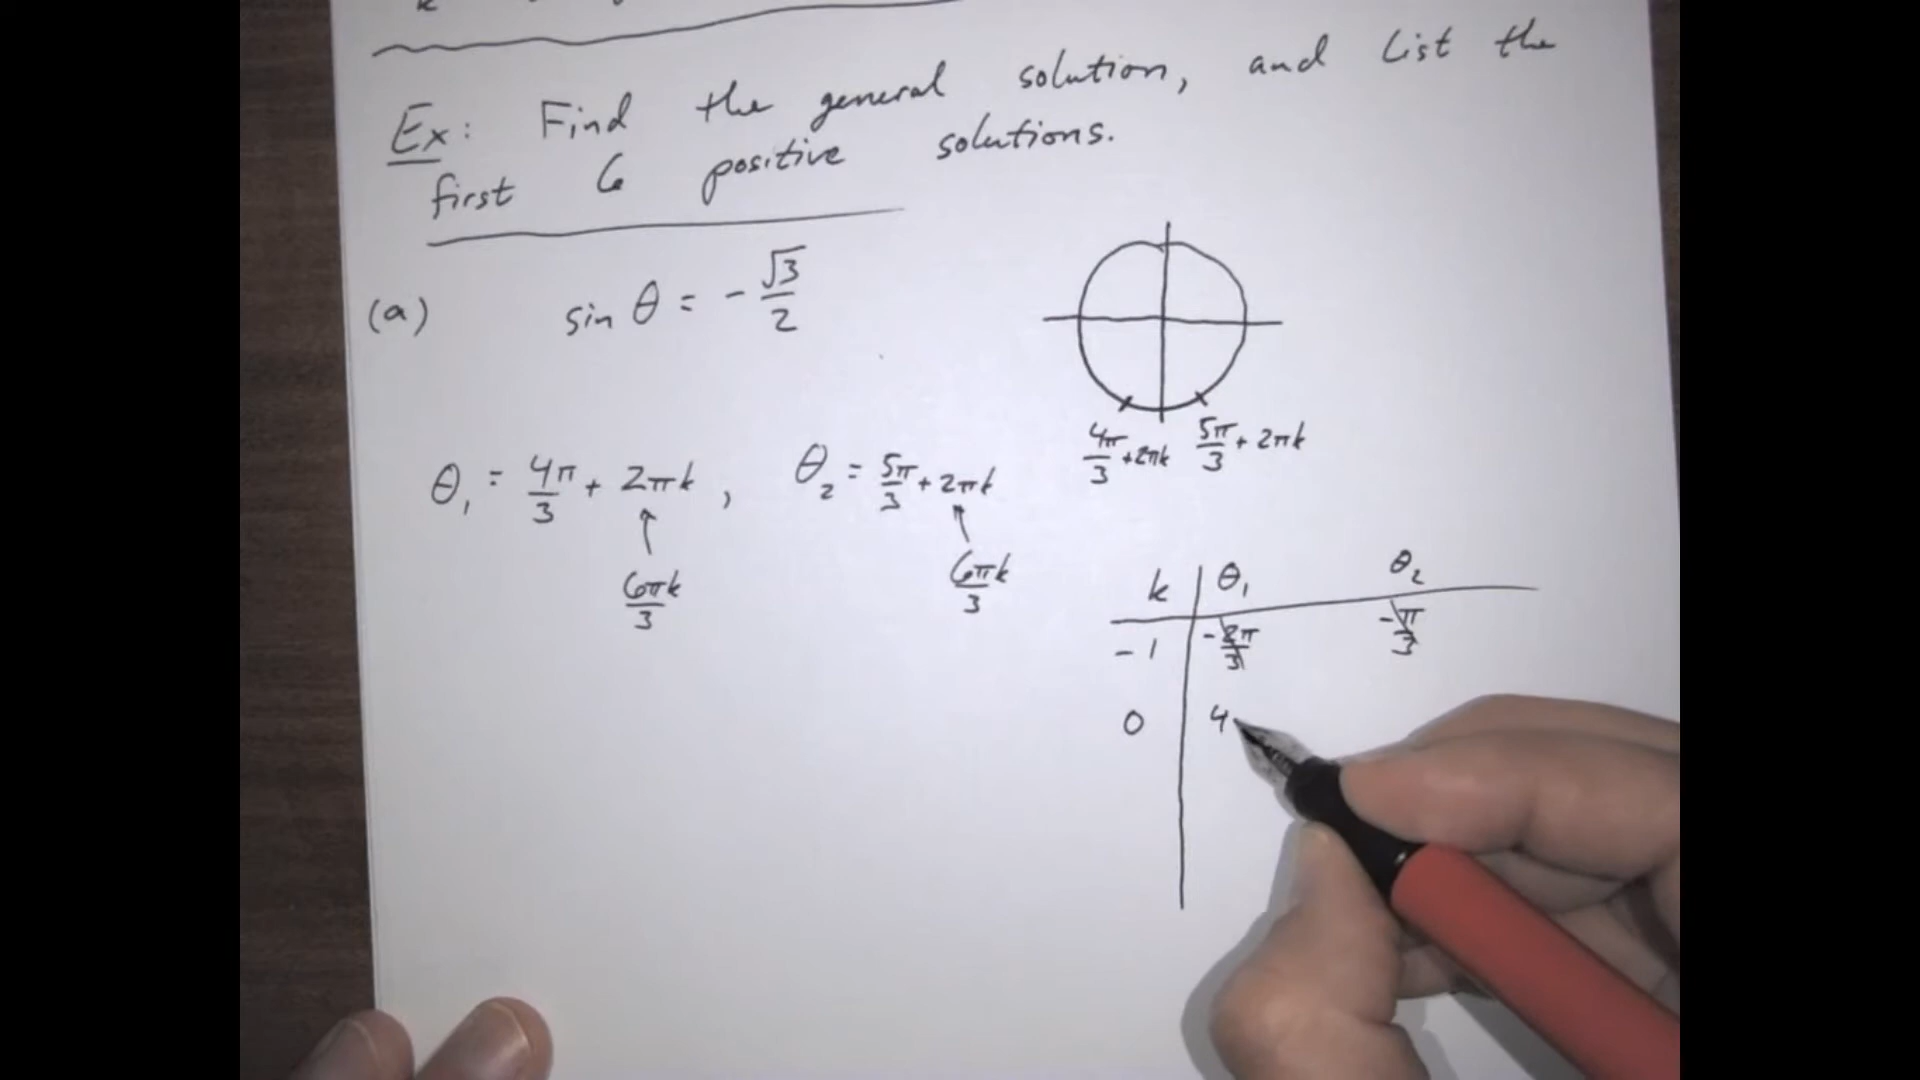 k
Ex: Find the general solution, and list the
first 6 positive solutions.
(a) sin θ = -√3/2
4π/3 + 2πk 5π/3 + 2πk
θ₁ = 4π/3 + 2πk , θ₂ = 5π/3 + 2πk
6πk/3 6πk/3
k θ₁ θ₂
-1 -2π/3 -π/3
0 4